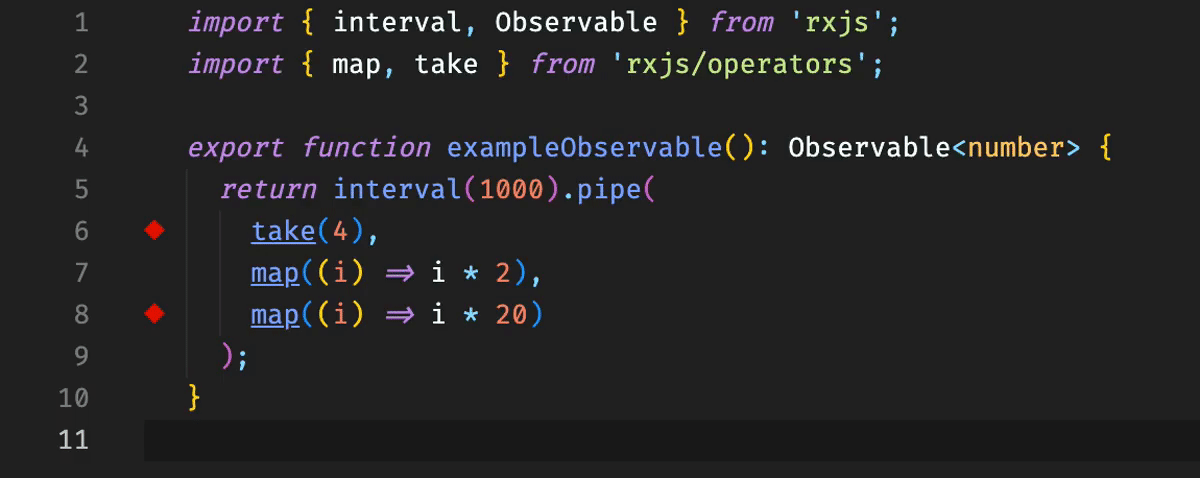 1 import { interval, Observable } from 'rxjs';
2 import { map, take } from 'rxjs/operators';
3
4 export function exampleObservable(): Observable<number> {
5 return interval(1000).pipe(
6 take(4),
7 map((i) => i * 2),
8 map((i) => i * 20)
9 );
10 }
11